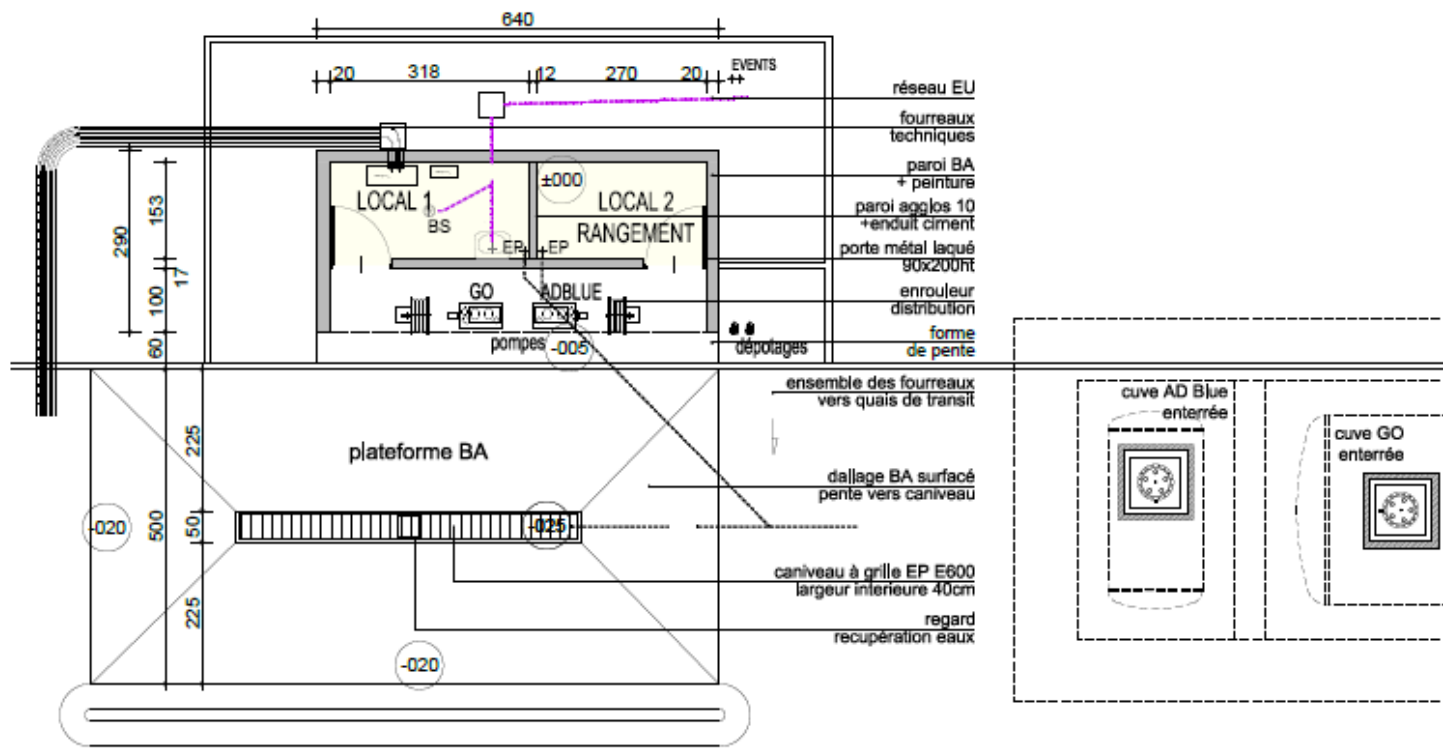 640
20
318
12
270
20
EVENTS
réseau EU
fourreaux
techniques
paroi BA
+ peinture
paroi agglos 10
+enduit ciment
porte métal laqué
90x200ht
enrouleur
distribution
forme
de pente
290
153
17
100
60
LOCAL 1
BS
±000
LOCAL 2
RANGEMENT
EP
EP
GO
ADBLUE
pompes
-005
dépotages
ensemble des fourreaux
vers quais de transit
cuve AD Blue
enterrée
cuve GO
enterrée
225
plateforme BA
dallage BA surfacé
pente vers caniveau
-020
500
50
-025
caniveau à grille EP E600
largeur interieure 40cm
225
regard
recupération eaux
-020